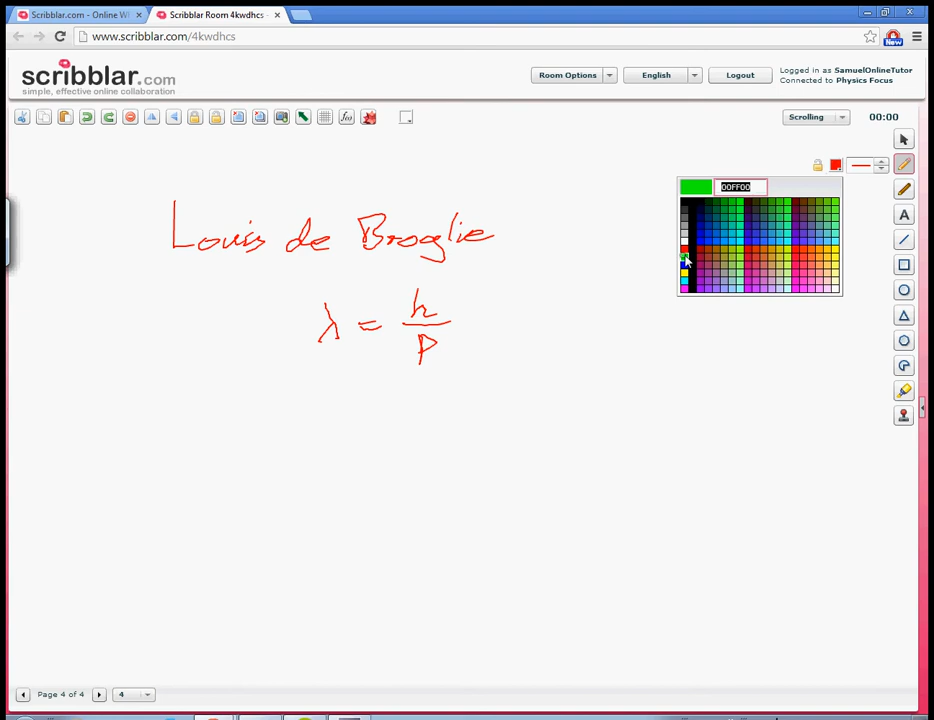 Scribblar.com - Online Wi
Scribblar Room 4kwdhcs -
www.scribblar.com/4kwdhcs
New
scribblar.com
simple, effective online collaboration
Room Options
English
Logout
Logged in as SamuelOnlineTutor
Connected to Physics Focus
Scrolling
00:00
00FF00
A
Louis de Broglie
λ = h/p
Page 4 of 4
4